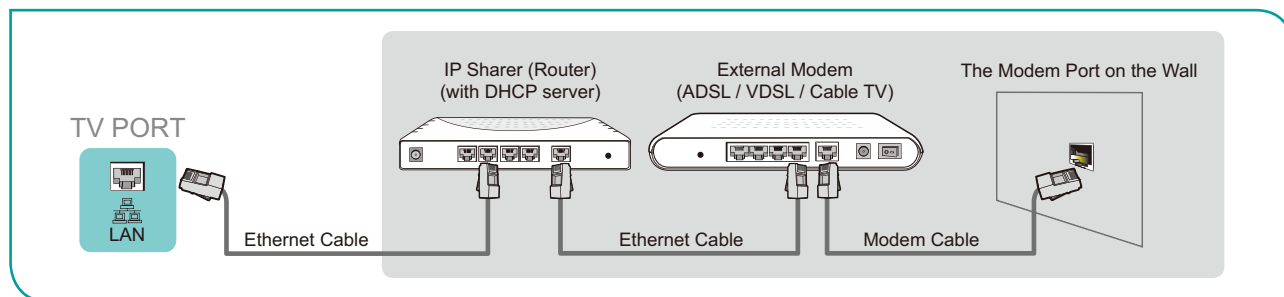 IP Sharer (Router)
(with DHCP server)
External Modem
(ADSL / VDSL / Cable TV)
The Modem Port on the Wall
TV PORT
LAN
Ethernet Cable
Ethernet Cable
Modem Cable